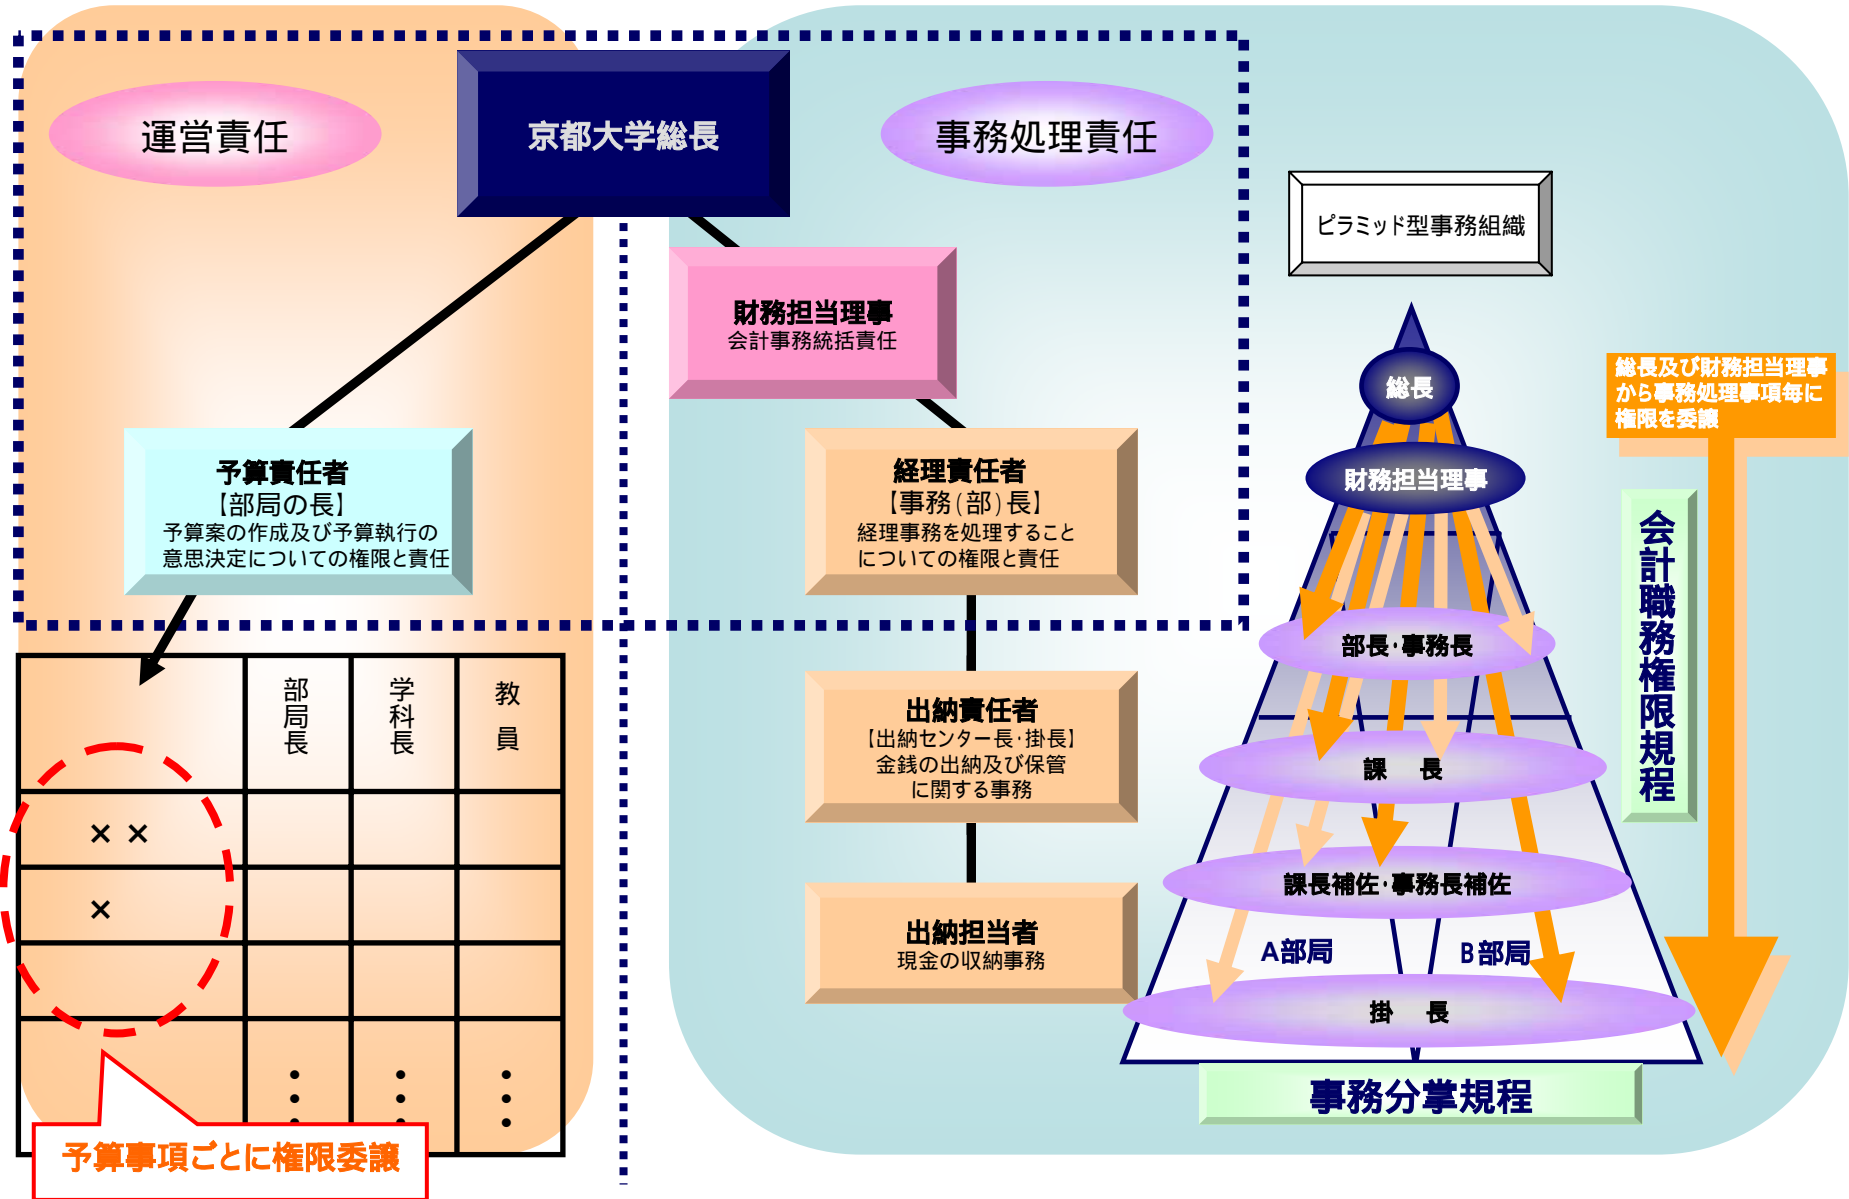 運営責任
京都大学総長
事務処理責任
ピラミッド型事務組織
財務担当理事
会計事務統括責任
総長
総長及び財務担当理事
から事務処理事項毎に
権限を委譲
予算責任者
【部局の長】
予算案の作成及び予算執行の
意思決定についての権限と責任
経理責任者
【事務(部)長】
経理事務を処理すること
についての権限と責任
財務担当理事
会計職務権限規程
部長・事務長
部局長
学科長
教員
出納責任者
【出納センター長・掛長】
金銭の出納及び保管
に関する事務
課 長
××
×
課長補佐・事務長補佐
出納担当者
現金の収納事務
A部局
B部局
掛 長
事務分掌規程
予算事項ごとに権限委譲